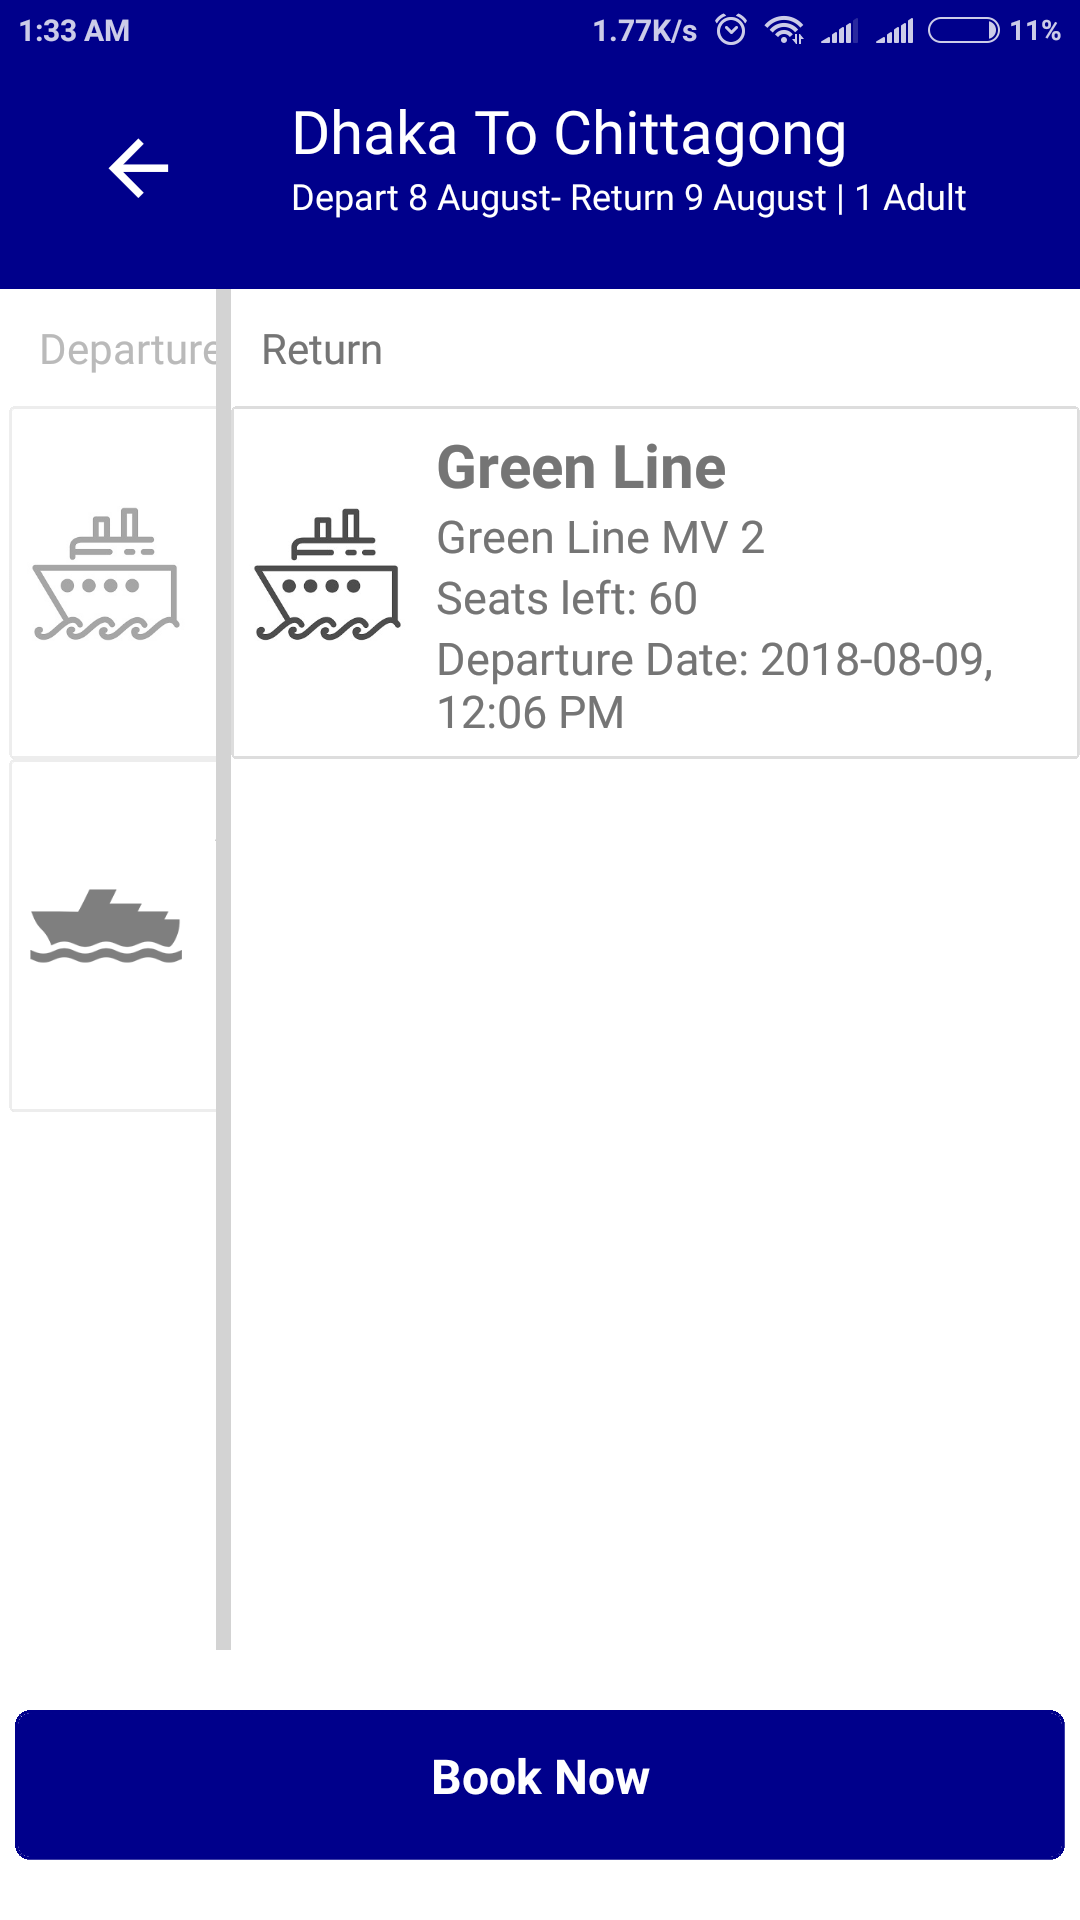 1:33 AM 1.77K/s 11%
Dhaka To Chittagong
Depart 8 August- Return 9 August | 1 Adult
Departure Return
Green Line
Green Line MV 2
Seats left: 60
Departure Date: 2018-08-09,
12:06 PM
Book Now